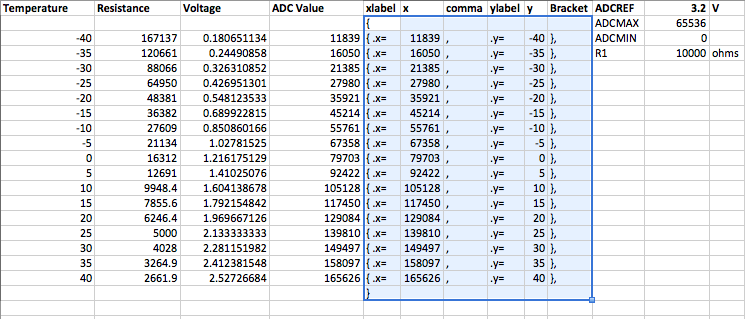 Temperature Resistance Voltage ADC Value xlabel x comma ylabel y Bracket ADCREF 3.2 V
{ ADCMAX 65536
-40 167137 0.180651134 11839 { .x= 11839 , .y= -40 }, ADCMIN 0
-35 120661 0.24490858 16050 { .x= 16050 , .y= -35 }, R1 10000 ohms
-30 88066 0.326310852 21385 { .x= 21385 , .y= -30 },
-25 64950 0.426951301 27980 { .x= 27980 , .y= -25 },
-20 48381 0.548123533 35921 { .x= 35921 , .y= -20 },
-15 36382 0.689922815 45214 { .x= 45214 , .y= -15 },
-10 27609 0.850860166 55761 { .x= 55761 , .y= -10 },
-5 21134 1.02781525 67358 { .x= 67358 , .y= -5 },
0 16312 1.216175129 79703 { .x= 79703 , .y= 0 },
5 12691 1.41025076 92422 { .x= 92422 , .y= 5 },
10 9948.4 1.604138678 105128 { .x= 105128 , .y= 10 },
15 7855.6 1.792154842 117450 { .x= 117450 , .y= 15 },
20 6246.4 1.969667126 129084 { .x= 129084 , .y= 20 },
25 5000 2.133333333 139810 { .x= 139810 , .y= 25 },
30 4028 2.281151982 149497 { .x= 149497 , .y= 30 },
35 3264.9 2.412381548 158097 { .x= 158097 , .y= 35 },
40 2661.9 2.52726684 165626 { .x= 165626 , .y= 40 },
}